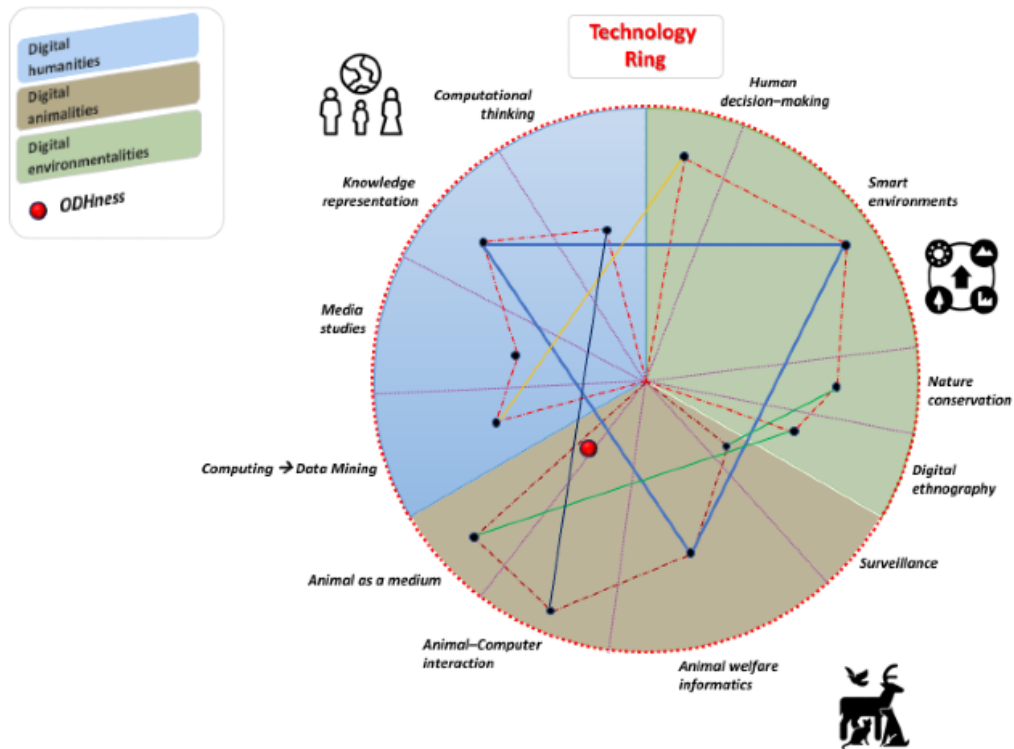 Digital
humanities
Digital
animalities
Digital
environmentalities
ODHness
Technology
Ring
Human
decision–making
Computational
thinking
Knowledge
representation
Smart
environments
Media
studies
Nature
conservation
Computing → Data Mining
Digital
ethnography
Surveillance
Animal as a medium
Animal–Computer
interaction
Animal welfare
informatics